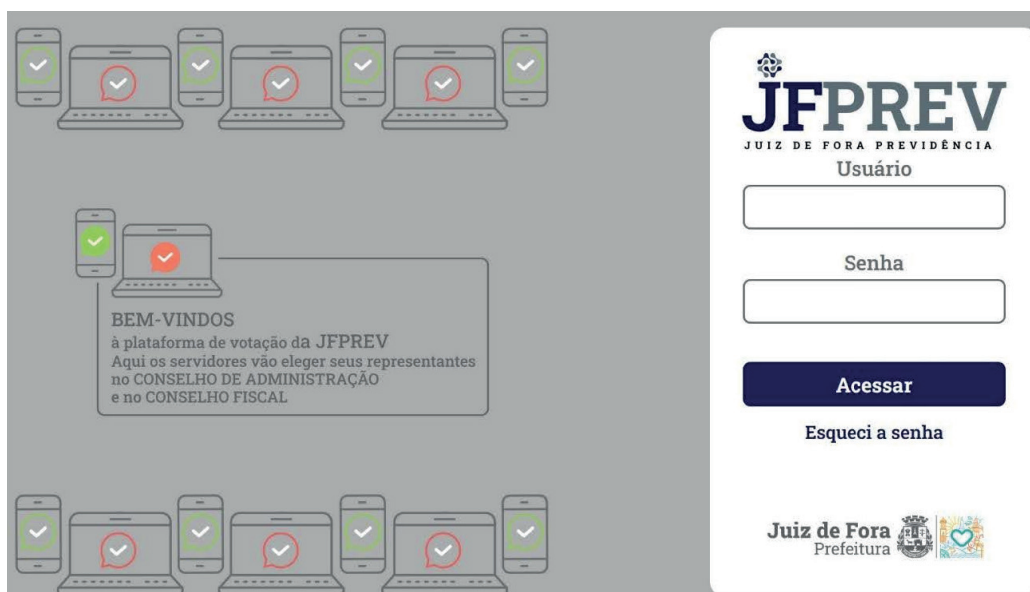 BEM-VINDOS
à plataforma de votação da JFPREV
Aqui os servidores vão eleger seus representantes
no CONSELHO DE ADMINISTRAÇÃO
e no CONSELHO FISCAL
JFPREV
JUIZ DE FORA PREVIDÊNCIA
Usuário
Senha
Acessar
Esqueci a senha
Juiz de Fora
Prefeitura